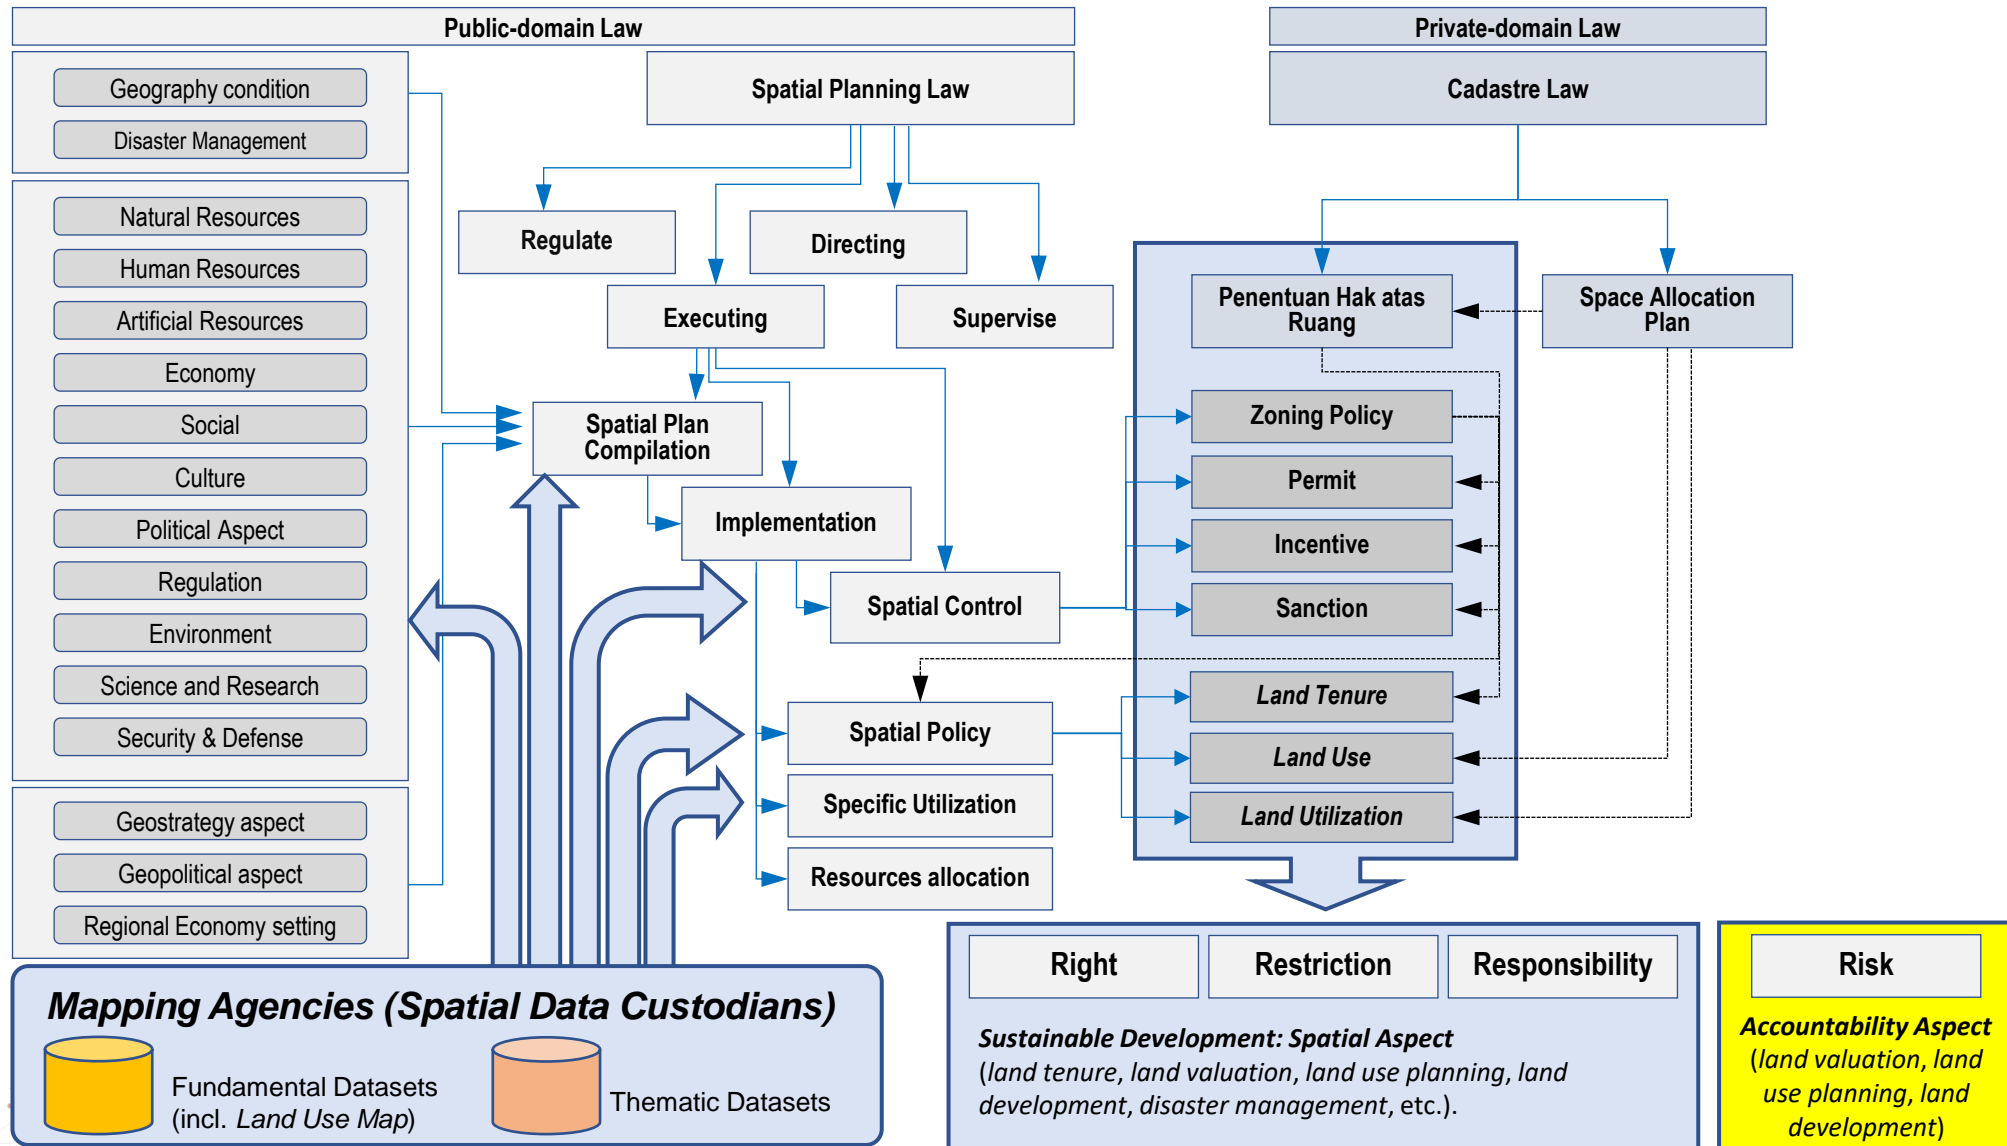 Public-domain Law
Private-domain Law
Geography condition
Disaster Management
Spatial Planning Law
Cadastre Law
Natural Resources
Human Resources
Artificial Resources
Economy
Social
Culture
Political Aspect
Regulation
Environment
Science and Research
Security & Defense
Geostrategy aspect
Geopolitical aspect
Regional Economy setting
Regulate
Directing
Executing
Supervise
Spatial Plan
Compilation
Implementation
Spatial Control
Spatial Policy
Specific Utilization
Resources allocation
Penentuan Hak atas
Ruang
Space Allocation
Plan
Zoning Policy
Permit
Incentive
Sanction
Land Tenure
Land Use
Land Utilization
Mapping Agencies (Spatial Data Custodians)
Fundamental Datasets
(incl. Land Use Map)
Thematic Datasets
Right
Restriction
Responsibility
Sustainable Development: Spatial Aspect
(land tenure, land valuation, land use planning, land
development, disaster management, etc.).
Risk
Accountability Aspect
(land valuation, land
use planning, land
development)